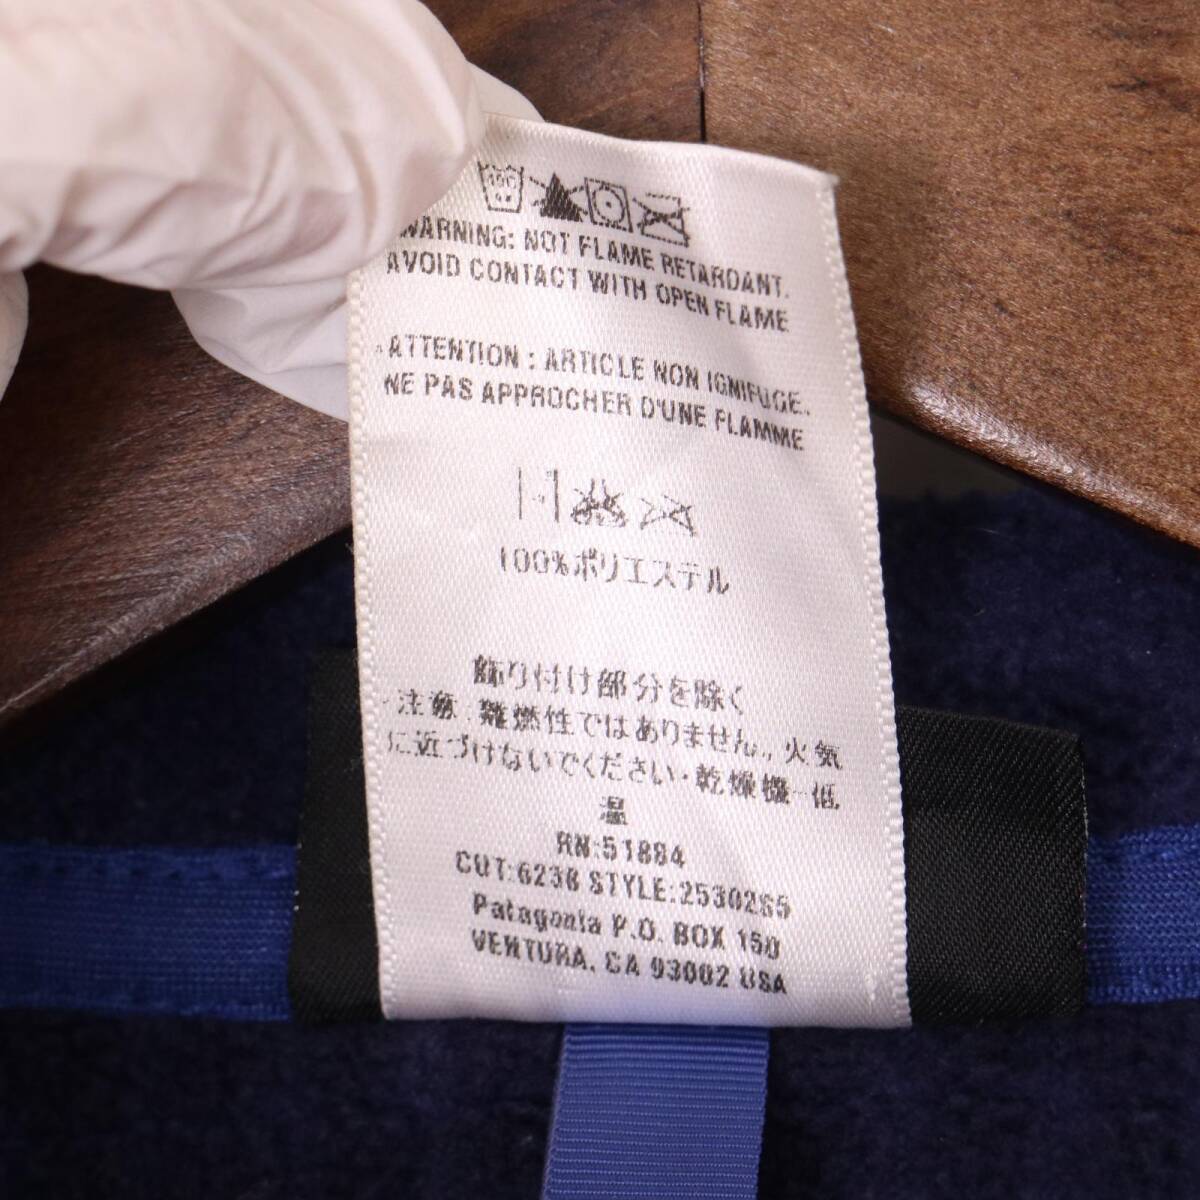 WARNING: NOT FLAME RETARDANT.
AVOID CONTACT WITH OPEN FLAME
ATTENTION : ARTICLE NON IGNIFUGE.
NE PAS APPROCHER D'UNE FLAMME
100%ポリエステル
飾り付け部分を除く
注意 難燃性ではありません., 火気
に近づけないでください・乾燥機-低
温
RN:51884
CUT: STYLE:
Patagonia P.O. BOX 150
VENTURA, CA 93002 USA